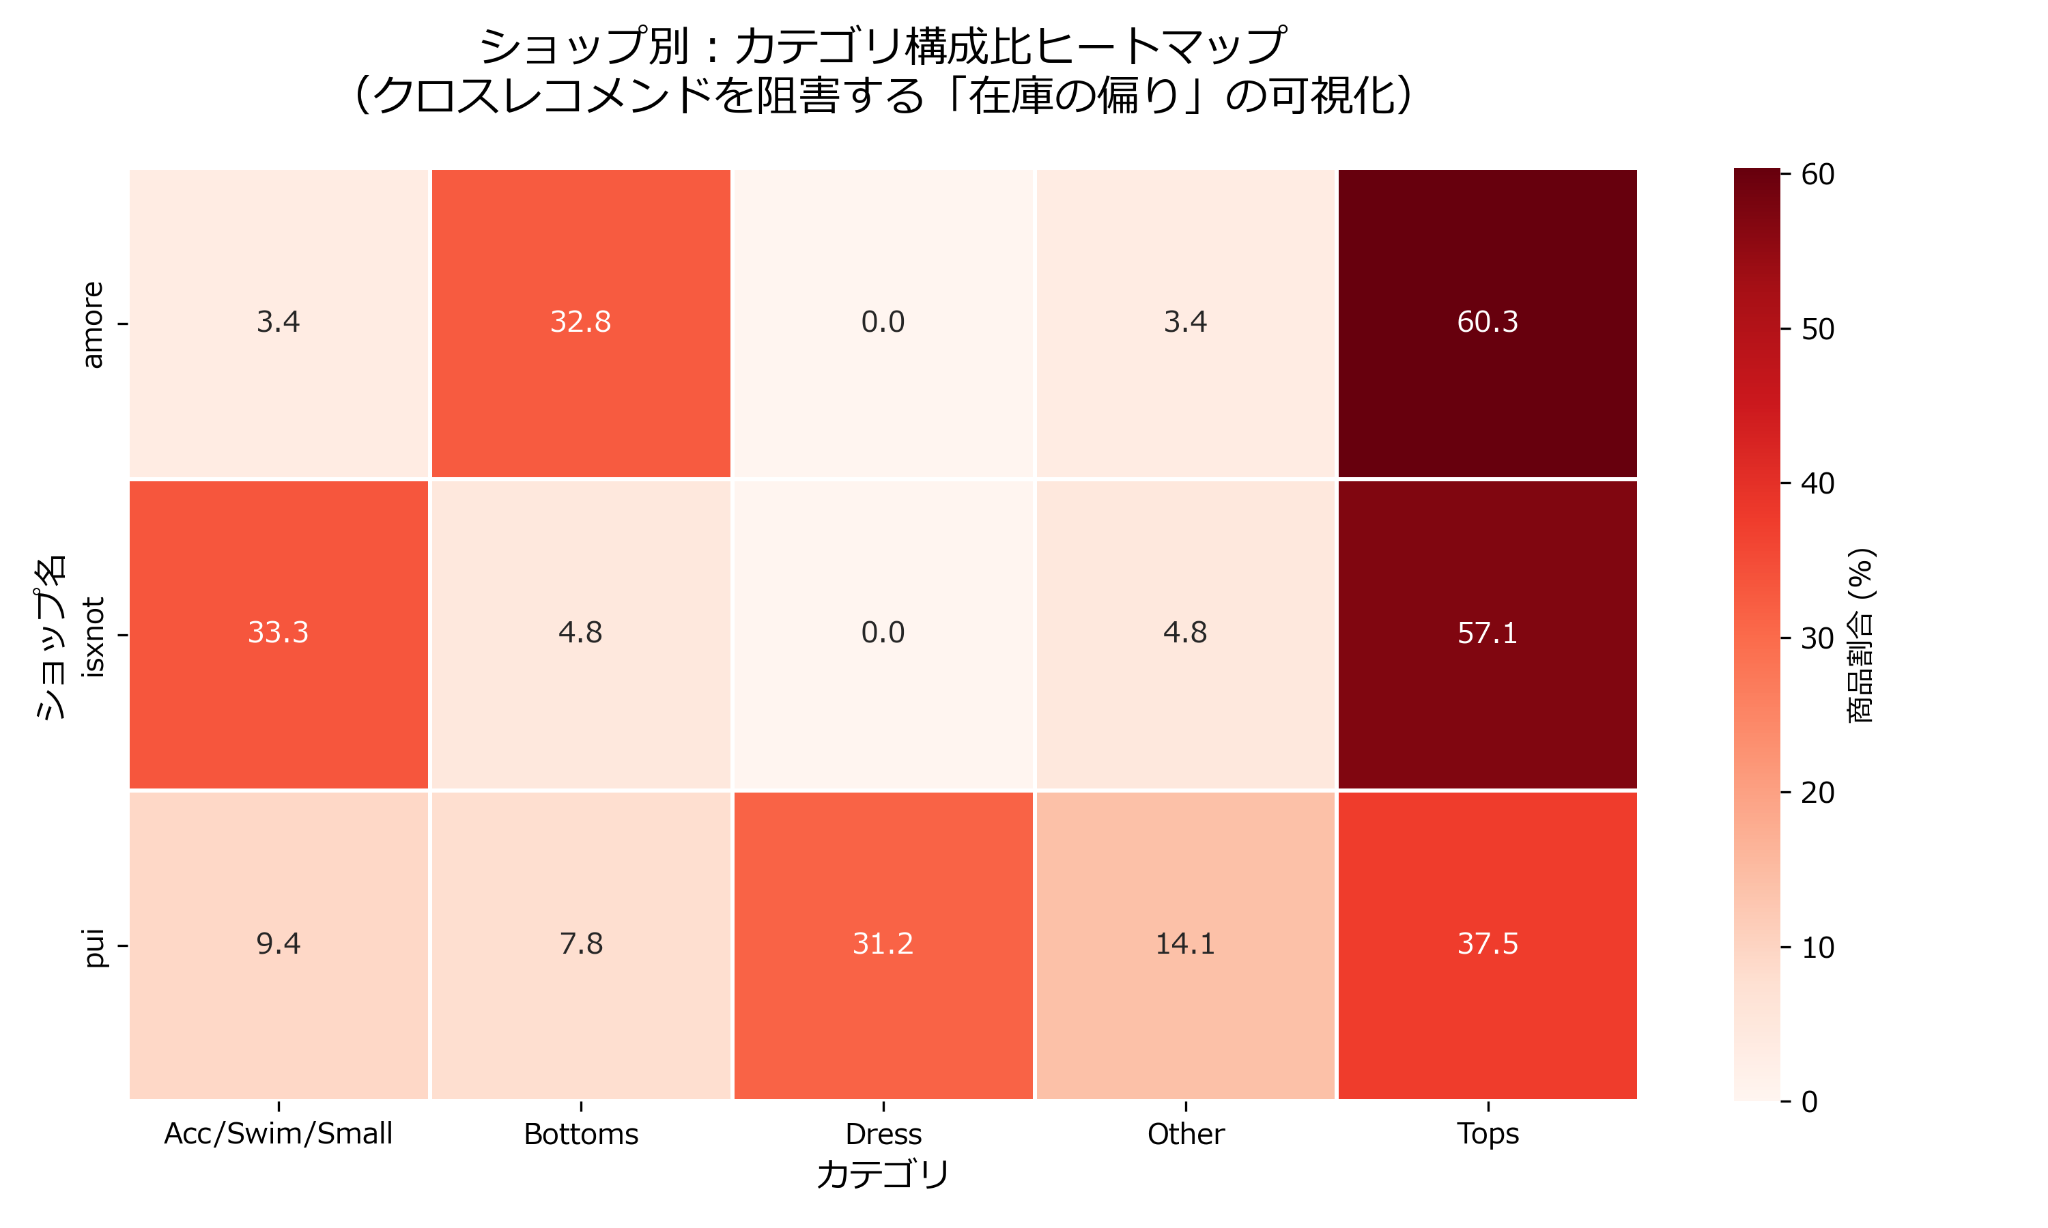 ショップ別：カテゴリ構成比ヒートマップ
（クロスレコメンドを阻害する「在庫の偏り」の可視化）
ショップ名
amore
3.4 32.8 0.0 3.4 60.3
isxnot
33.3 4.8 0.0 4.8 57.1
pui
9.4 7.8 31.2 14.1 37.5
Acc/Swim/Small Bottoms Dress Other Tops
カテゴリ
60
50
40
30
20
10
0
商品割合 (%)